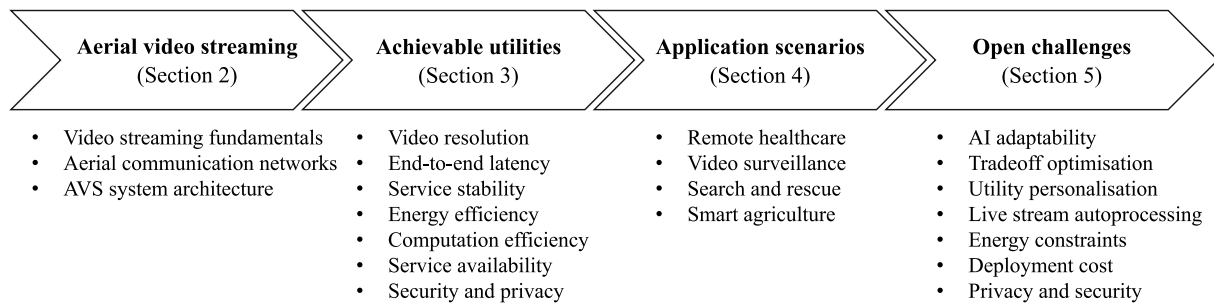 Aerial video streaming
(Section 2)
Video streaming fundamentals
Aerial communication networks
AVS system architecture
Achievable utilities
(Section 3)
Video resolution
End-to-end latency
Service stability
Energy efficiency
Computation efficiency
Service availability
Security and privacy
Application scenarios
(Section 4)
Remote healthcare
Video surveillance
Search and rescue
Smart agriculture
Open challenges
(Section 5)
AI adaptability
Tradeoff optimisation
Utility personalisation
Live stream autoprocessing
Energy constraints
Deployment cost
Privacy and security